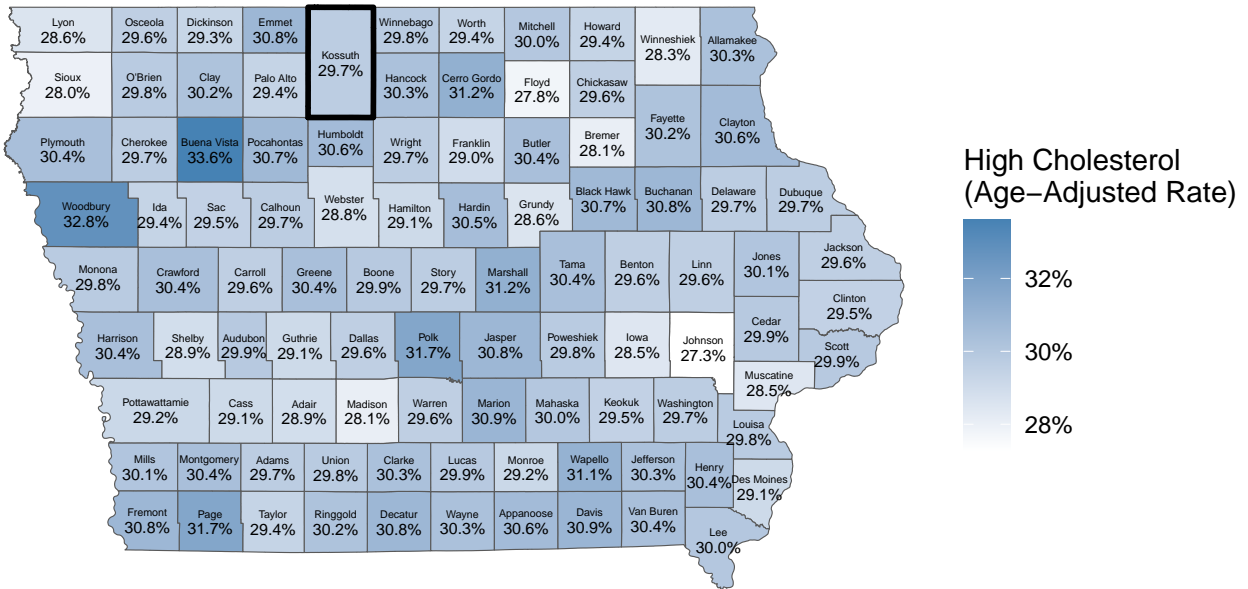 Lyon
28.6%
Osceola
29.6%
Dickinson
29.3%
Emmet
30.8%
Kossuth
29.7%
Winnebago
29.8%
Worth
29.4%
Mitchell
30.0%
Howard
29.4%
Winneshiek
28.3%
Allamakee
30.3%
Sioux
28.0%
O'Brien
29.8%
Clay
30.2%
Palo Alto
29.4%
Hancock
30.3%
Cerro Gordo
31.2%
Floyd
27.8%
Chickasaw
29.6%
Fayette
30.2%
Clayton
30.6%
Plymouth
30.4%
Cherokee
29.7%
Buena Vista
33.6%
Pocahontas
30.7%
Humboldt
30.6%
Wright
29.7%
Franklin
29.0%
Butler
30.4%
Bremer
28.1%
Woodbury
32.8%
Ida
29.4%
Sac
29.5%
Calhoun
29.7%
Webster
28.8%
Hamilton
29.1%
Hardin
30.5%
Grundy
28.6%
Black Hawk
30.7%
Buchanan
30.8%
Delaware
29.7%
Dubuque
29.7%
Monona
29.8%
Crawford
30.4%
Carroll
29.6%
Greene
30.4%
Boone
29.9%
Story
29.7%
Marshall
31.2%
Tama
30.4%
Benton
29.6%
Linn
29.6%
Jones
30.1%
Jackson
29.6%
Clinton
29.5%
Harrison
30.4%
Shelby
28.9%
Audubon
29.9%
Guthrie
29.1%
Dallas
29.6%
Polk
31.7%
Jasper
30.8%
Poweshiek
29.8%
Iowa
28.5%
Johnson
27.3%
Cedar
29.9%
Scott
29.9%
Muscatine
28.5%
Pottawattamie
29.2%
Cass
29.1%
Adair
28.9%
Madison
28.1%
Warren
29.6%
Marion
30.9%
Mahaska
30.0%
Keokuk
29.5%
Washington
29.7%
Louisa
29.8%
Mills
30.1%
Montgomery
30.4%
Adams
29.7%
Union
29.8%
Clarke
30.3%
Lucas
29.9%
Monroe
29.2%
Wapello
31.1%
Jefferson
30.3%
Henry
30.4%
Des Moines
29.1%
Fremont
30.8%
Page
31.7%
Taylor
29.4%
Ringgold
30.2%
Decatur
30.8%
Wayne
30.3%
Appanoose
30.6%
Davis
30.9%
Van Buren
30.4%
Lee
30.0%
High Cholesterol
(Age−Adjusted Rate)
32%
30%
28%